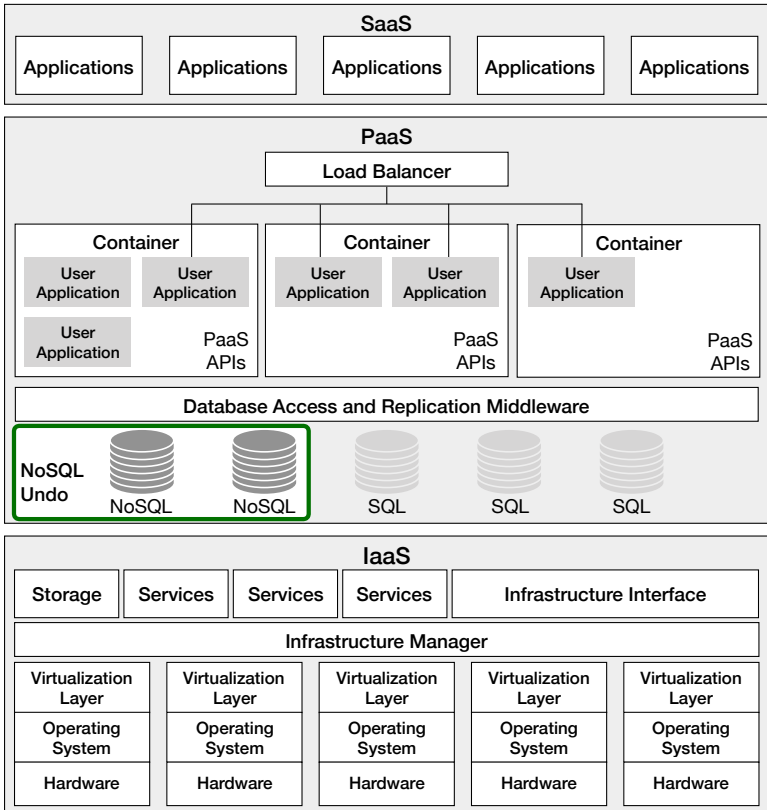 SaaS
Applications Applications Applications Applications Applications
PaaS
Load Balancer
Container Container Container
User Application User Application User Application User Application User Application
User Application
PaaS APIs PaaS APIs PaaS APIs
Database Access and Replication Middleware
NoSQL Undo
NoSQL NoSQL SQL SQL SQL
IaaS
Storage Services Services Services Infrastructure Interface
Infrastructure Manager
Virtualization Layer Virtualization Layer Virtualization Layer Virtualization Layer Virtualization Layer
Operating System Operating System Operating System Operating System Operating System
Hardware Hardware Hardware Hardware Hardware